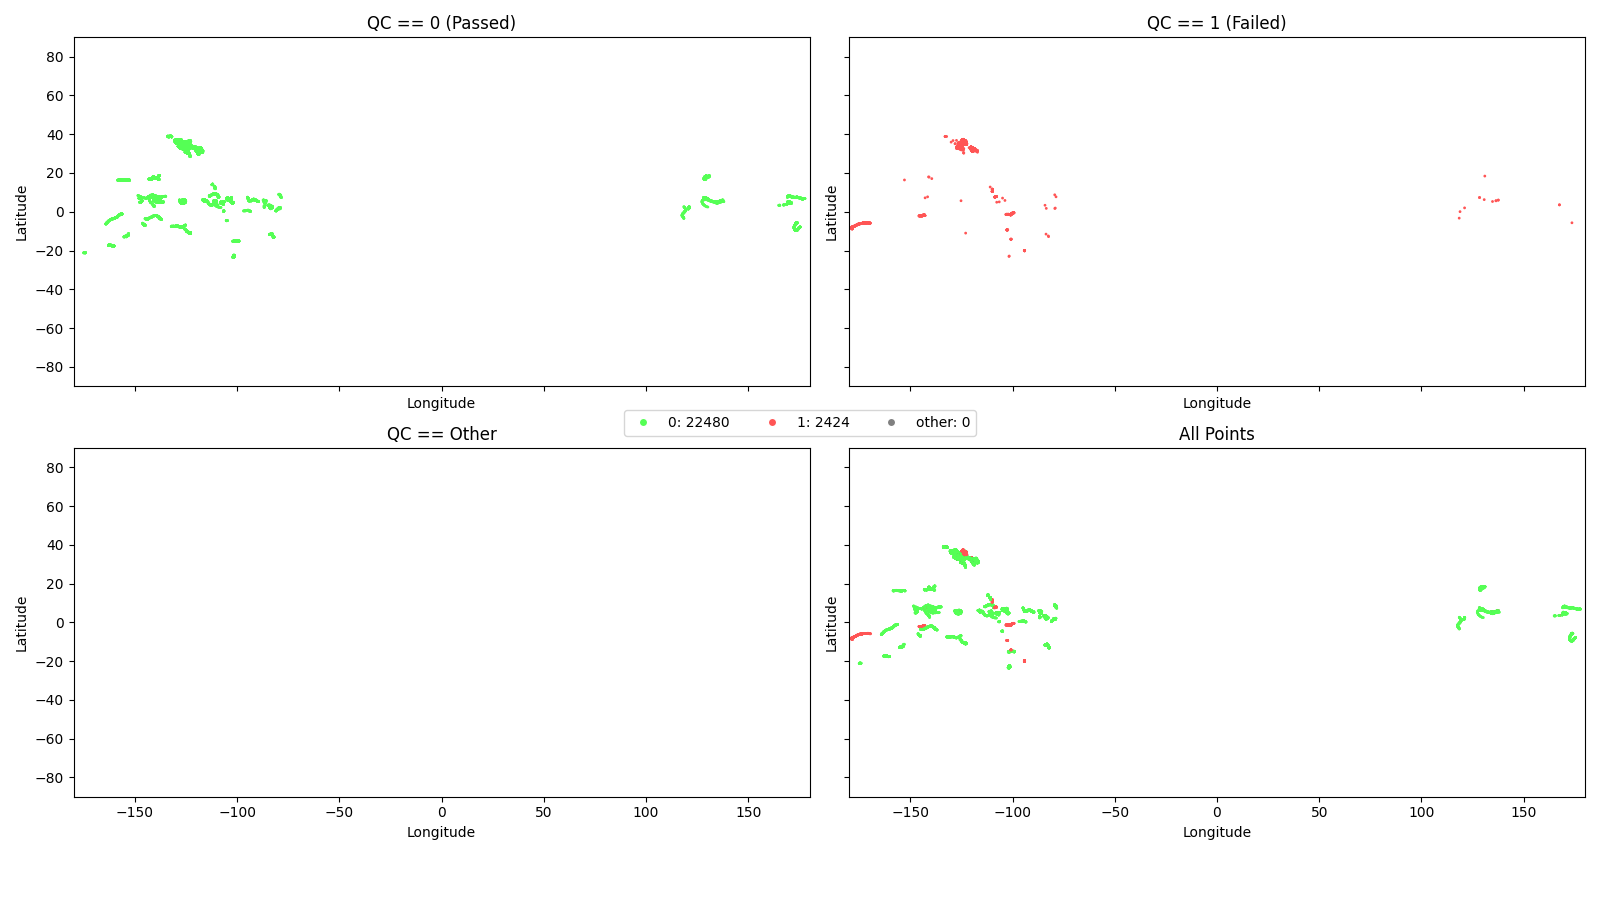 QC == 0 (Passed)
80
60
40
20
0
−20
−40
−60
−80
Latitude
Longitude
QC == 1 (Failed)
Latitude
Longitude
0: 22480 1: 2424 other: 0
QC == Other
80
60
40
20
0
−20
−40
−60
−80
Latitude
−150 −100 −50 0 50 100 150
Longitude
All Points
Latitude
−150 −100 −50 0 50 100 150
Longitude